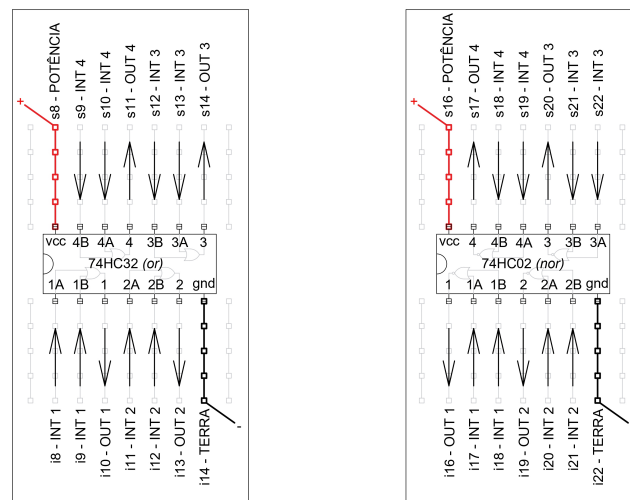 s8 - POTÊNCIA
s9 - INT 4
s10 - INT 4
s11 - OUT 4
s12 - INT 3
s13 - INT 3
s14 - OUT 3
+
vcc 4B 4A 4 3B 3A 3
74HC32 (or)
1A 1B 1 2A 2B 2 gnd
i8 - INT 1
i9 - INT 1
i10 - OUT 1
i11 - INT 2
i12 - INT 2
i13 - OUT 2
i14 - TERRA
-
s16 - POTÊNCIA
s17 - OUT 4
s18 - INT 4
s19 - INT 4
s20 - OUT 3
s21 - INT 3
s22 - INT 3
+
vcc 4 4B 4A 3 3B 3A
74HC02 (nor)
1 1A 1B 2 2A 2B gnd
i16 - OUT 1
i17 - INT 1
i18 - INT 1
i19 - OUT 2
i20 - INT 2
i21 - INT 2
i22 - TERRA